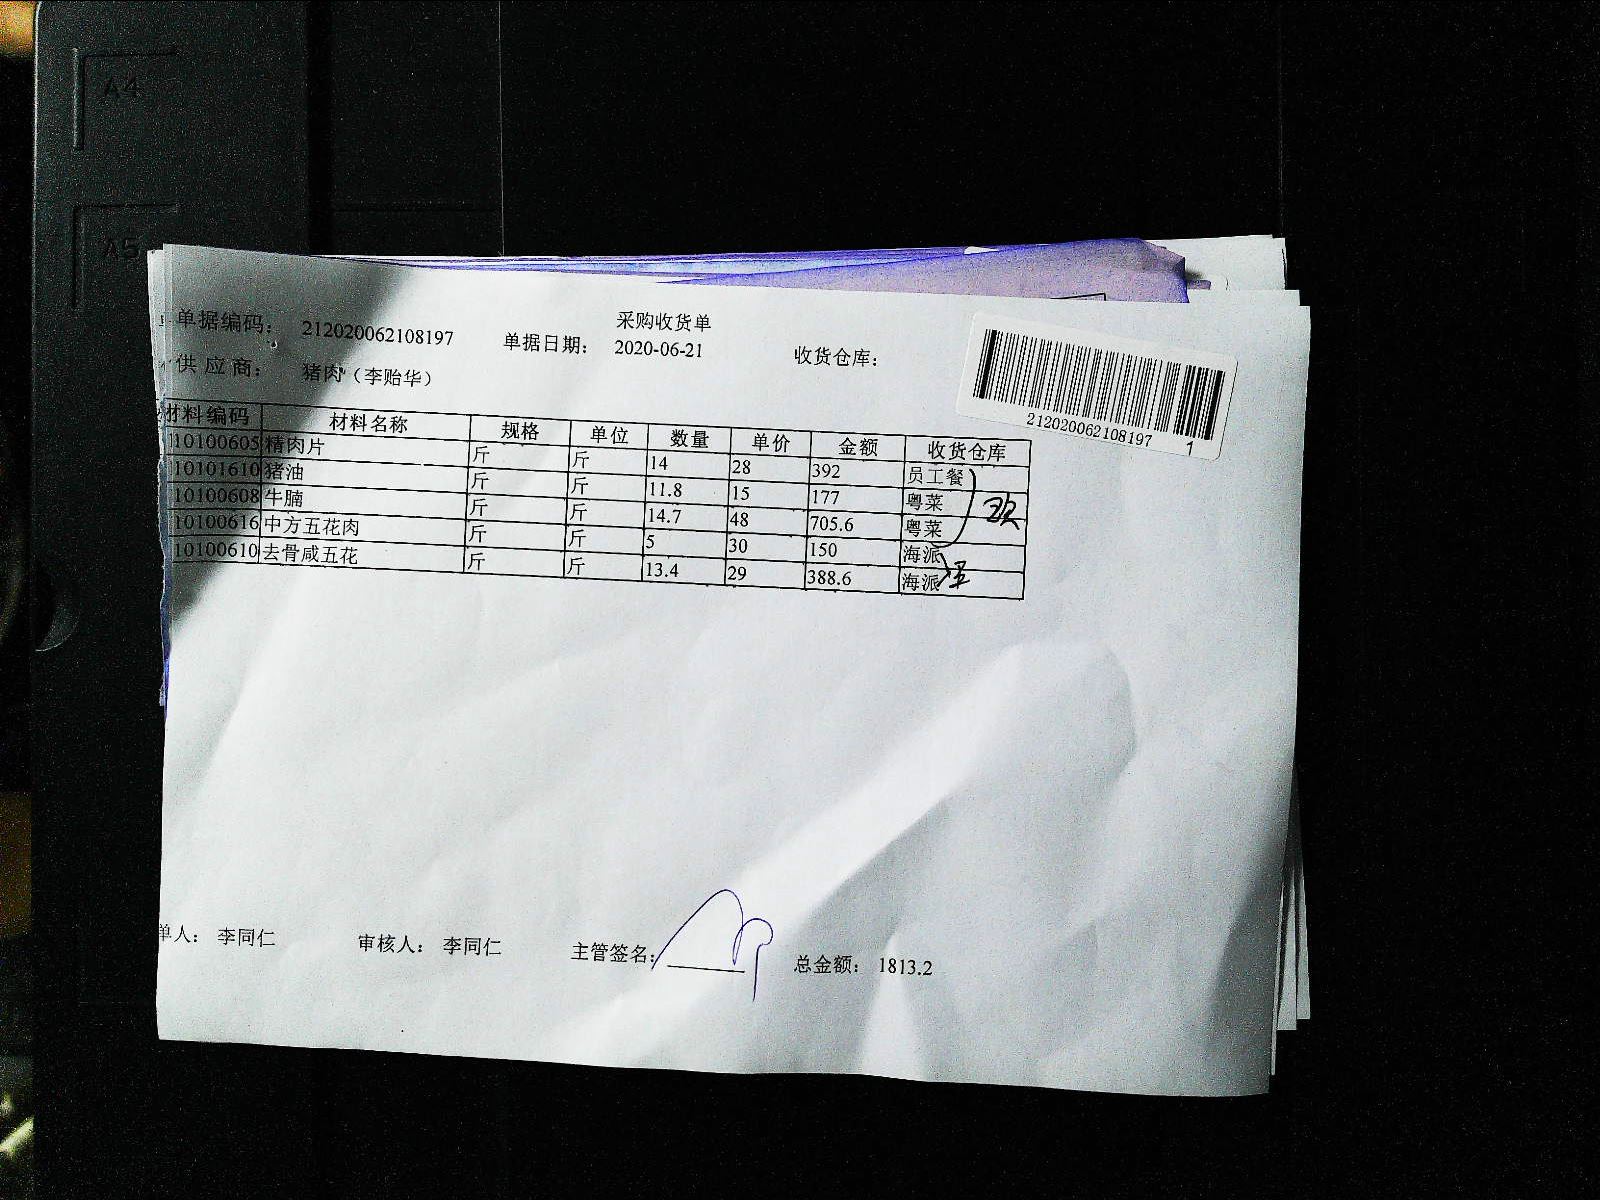 A4
A5
采购收货单
单据编码： 212020062108197 单据日期： 2020-06-21 收货仓库：
供应商： 猪肉（李贻华）
212020062108197
1
材料编码 材料名称 规格 单位 数量 单价 金额 收货仓库
10100605 精肉片 斤 斤 14 28 392 员工餐
10101610 猪油 斤 斤 11.8 15 177 粤菜
10100608 牛腩 斤 斤 14.7 48 705.6 粤菜
10100616 中方五花肉 斤 斤 5 30 150 海派
10100610 去骨咸五花 斤 斤 13.4 29 388.6 海派
单人： 李同仁 审核人： 李同仁 主管签名： 总金额： 1813.2